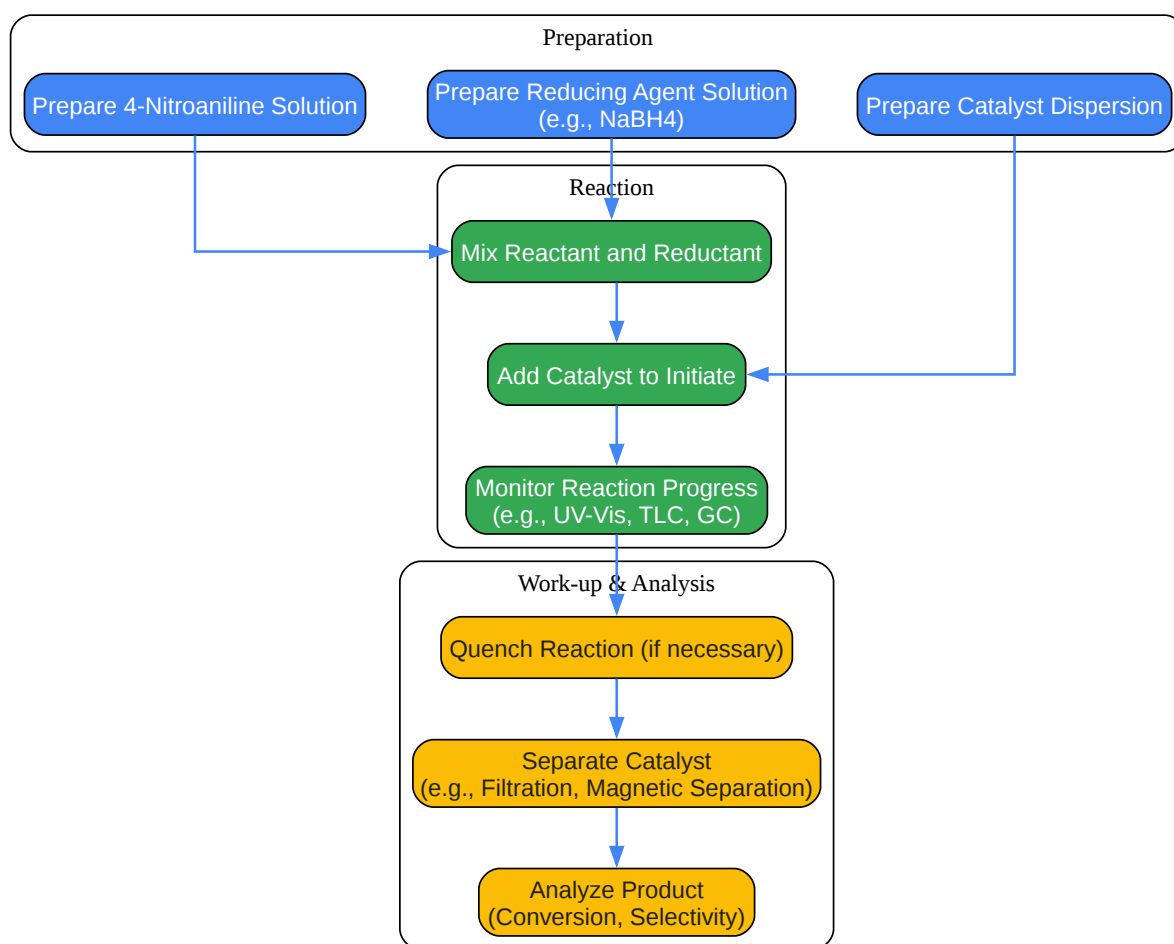 Preparation
Prepare 4-Nitroaniline Solution
Prepare Reducing Agent Solution
(e.g., NaBH4)
Prepare Catalyst Dispersion
Reaction
Mix Reactant and Reductant
Add Catalyst to Initiate
Monitor Reaction Progress
(e.g., UV-Vis, TLC, GC)
Work-up & Analysis
Quench Reaction (if necessary)
Separate Catalyst
(e.g., Filtration, Magnetic Separation)
Analyze Product
(Conversion, Selectivity)